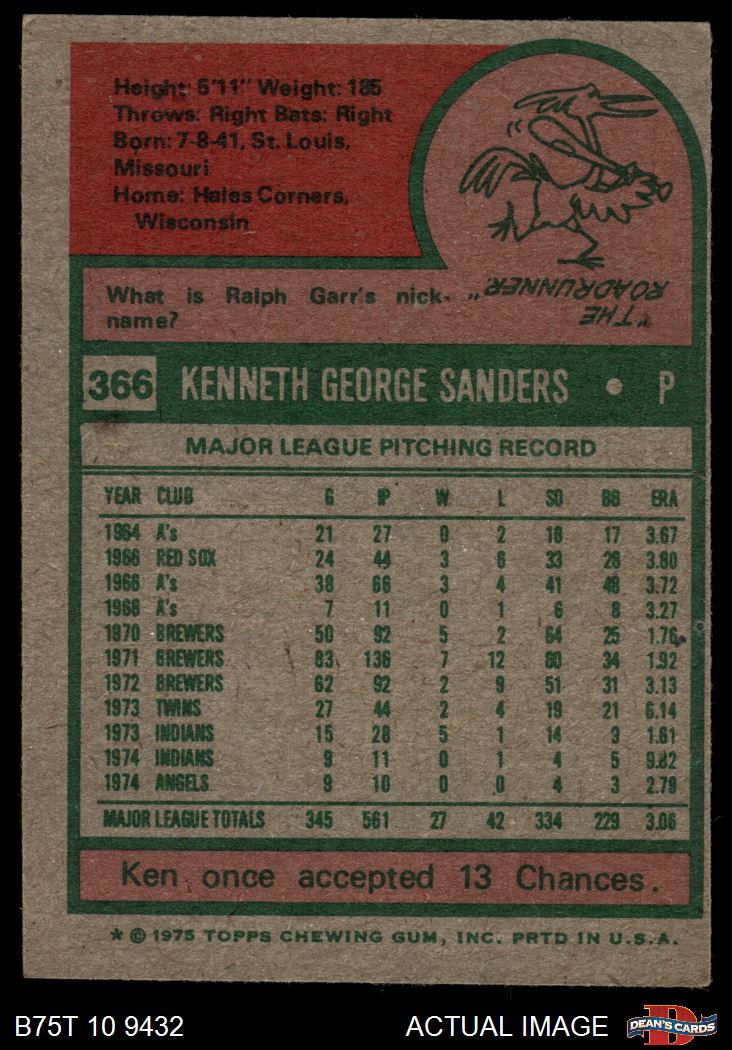 Height: 5'11" Weight: 185
Throws: Right Bats: Right
Born: 7-8-41, St. Louis,
Missouri
Home: Hales Corners,
Wisconsin
What is Ralph Garr's nick-
name?
"THE
ROADRUNNER"
366 KENNETH GEORGE SANDERS • P
MAJOR LEAGUE PITCHING RECORD
YEAR CLUB G IP W L SO BB ERA
1964 A's 21 27 0 2 18 17 3.67
1966 RED SOX 24 44 3 6 33 28 3.80
1966 A's 38 66 3 4 41 48 3.72
1968 A's 7 11 0 1 6 8 3.27
1970 BREWERS 50 92 5 2 64 25 1.76
1971 BREWERS 83 136 7 12 80 34 1.92
1972 BREWERS 62 92 2 9 51 31 3.13
1973 TWINS 27 44 2 4 19 21 6.14
1973 INDIANS 15 28 5 1 14 9 1.61
1974 INDIANS 9 11 0 1 4 5 9.82
1974 ANGELS 9 10 0 0 4 3 2.79
MAJOR LEAGUE TOTALS 345 561 27 42 334 229 3.06
Ken once accepted 13 Chances.
* © 1975 TOPPS CHEWING GUM, INC. PRTD IN U.S.A.
B75T 10 9432 ACTUAL IMAGE DEAN'S CARDS